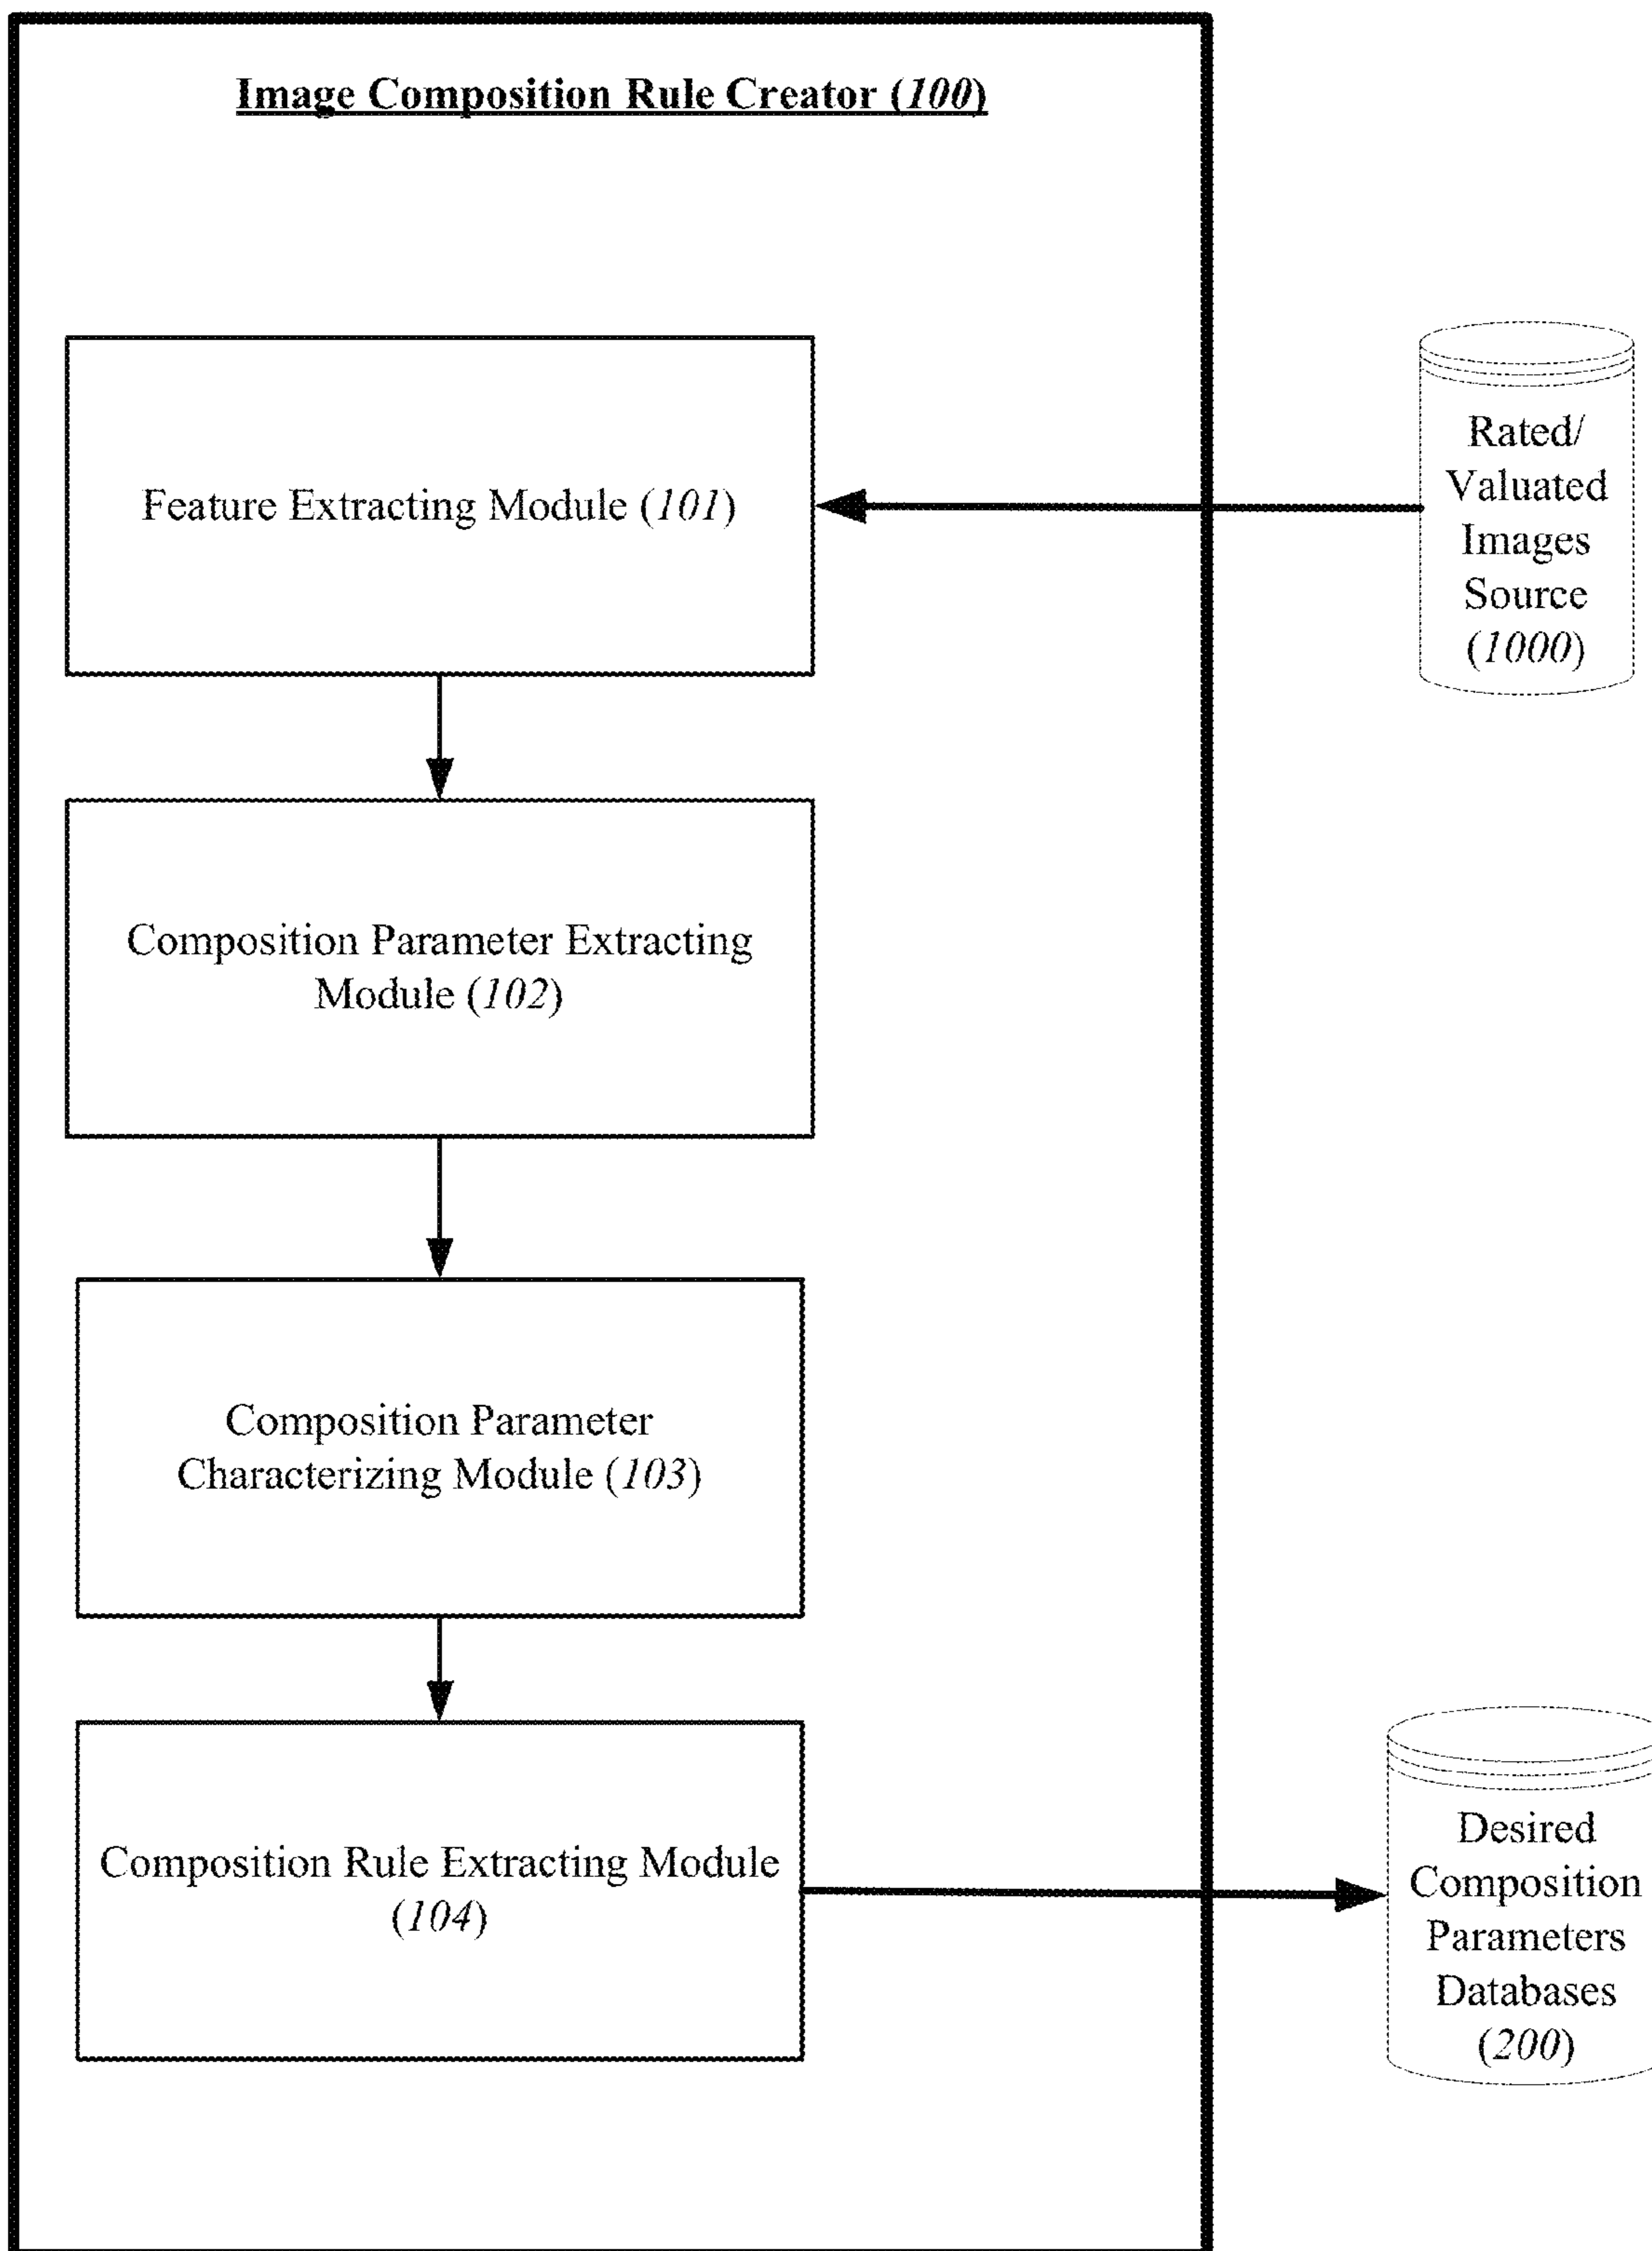 Image Composition Rule Creator (100)
Feature Extracting Module (101)
Rated/
Valuated
Images
Source
(1000)
Composition Parameter Extracting
Module (102)
Composition Parameter
Characterizing Module (103)
Composition Rule Extracting Module
(104)
Desired
Composition
Parameters
Databases
(200)